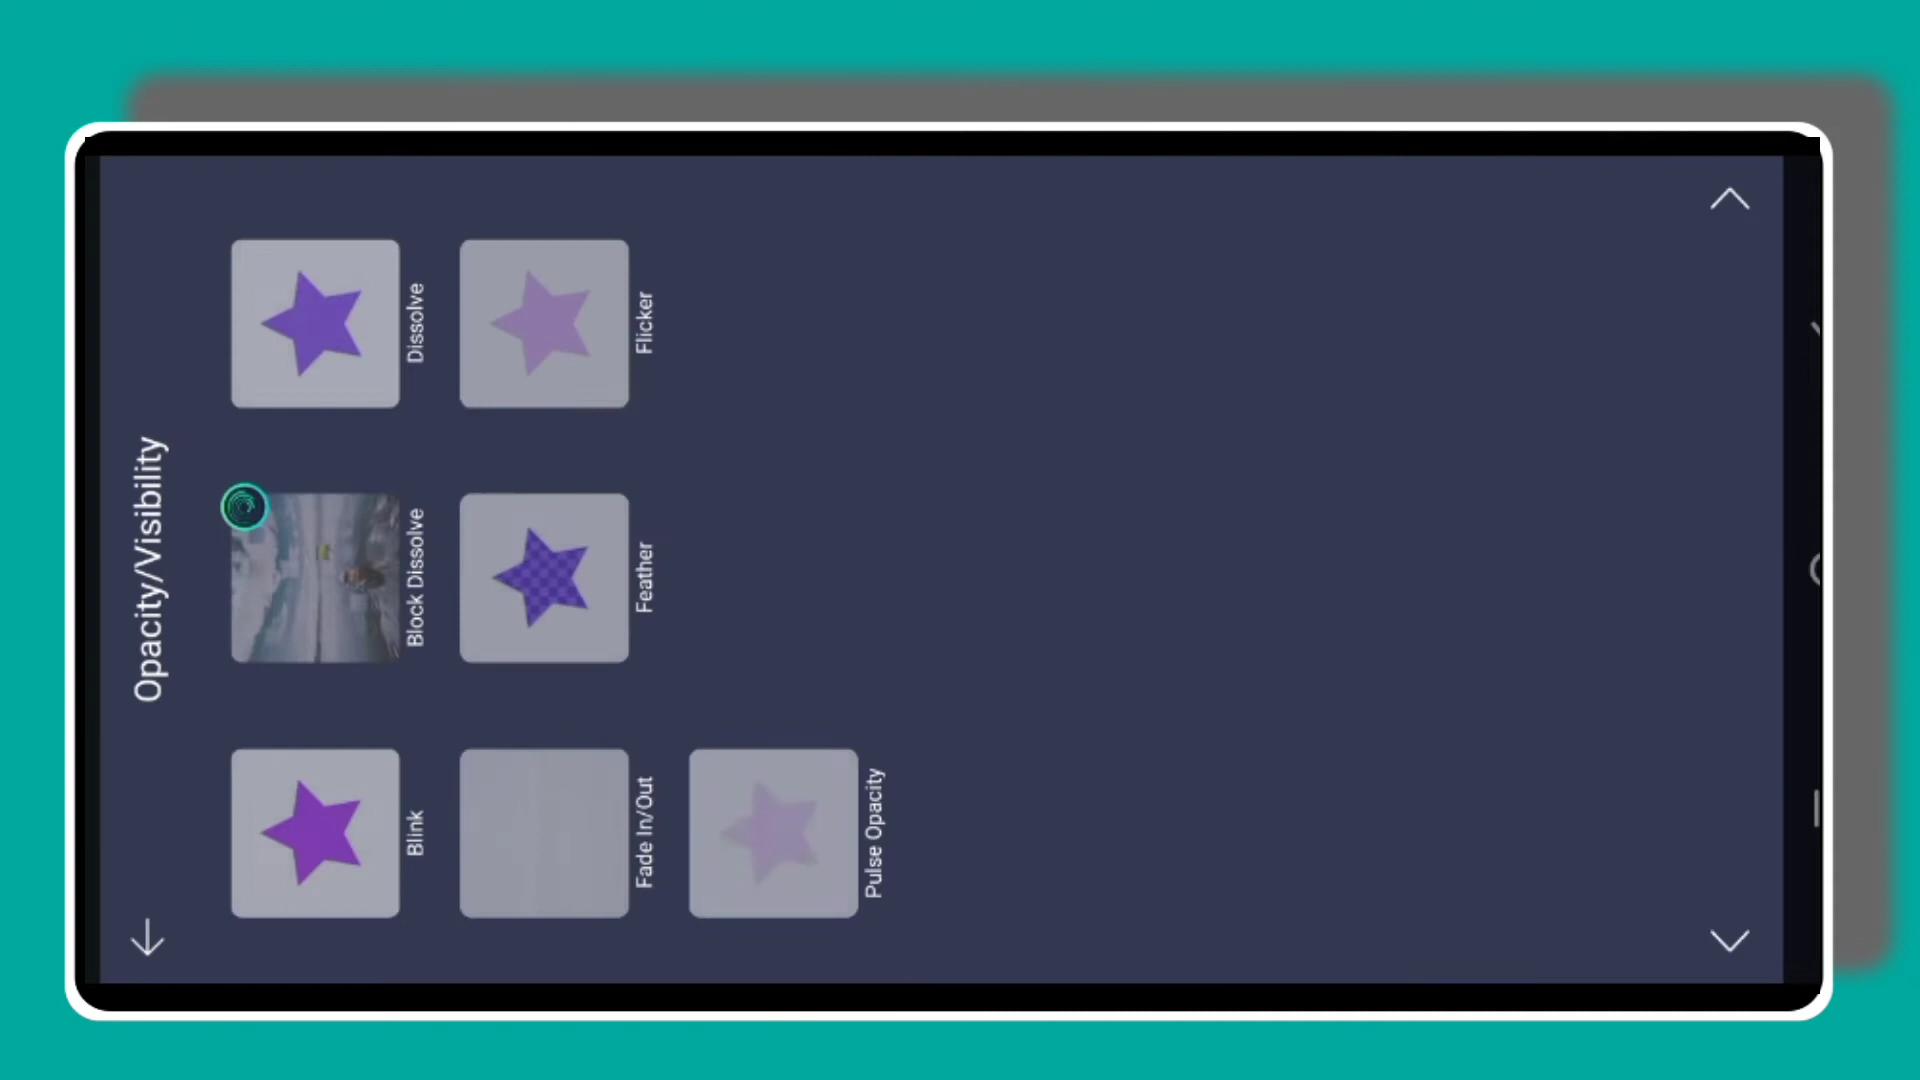 Opacity/Visibility
Blink
Block Dissolve
Dissolve
Fade In/Out
Feather
Flicker
Pulse Opacity